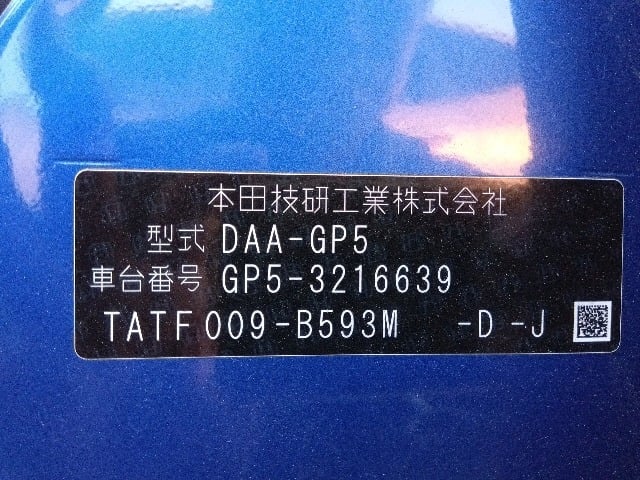 本田技研工業株式会社
型式 DAA-GP5
車台番号 GP5-3216639
TATF009-B593M -D-J